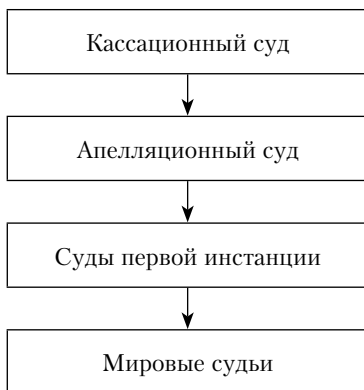 Кассационный суд
Апелляционный суд
Суды первой инстанции
Мировые судьи